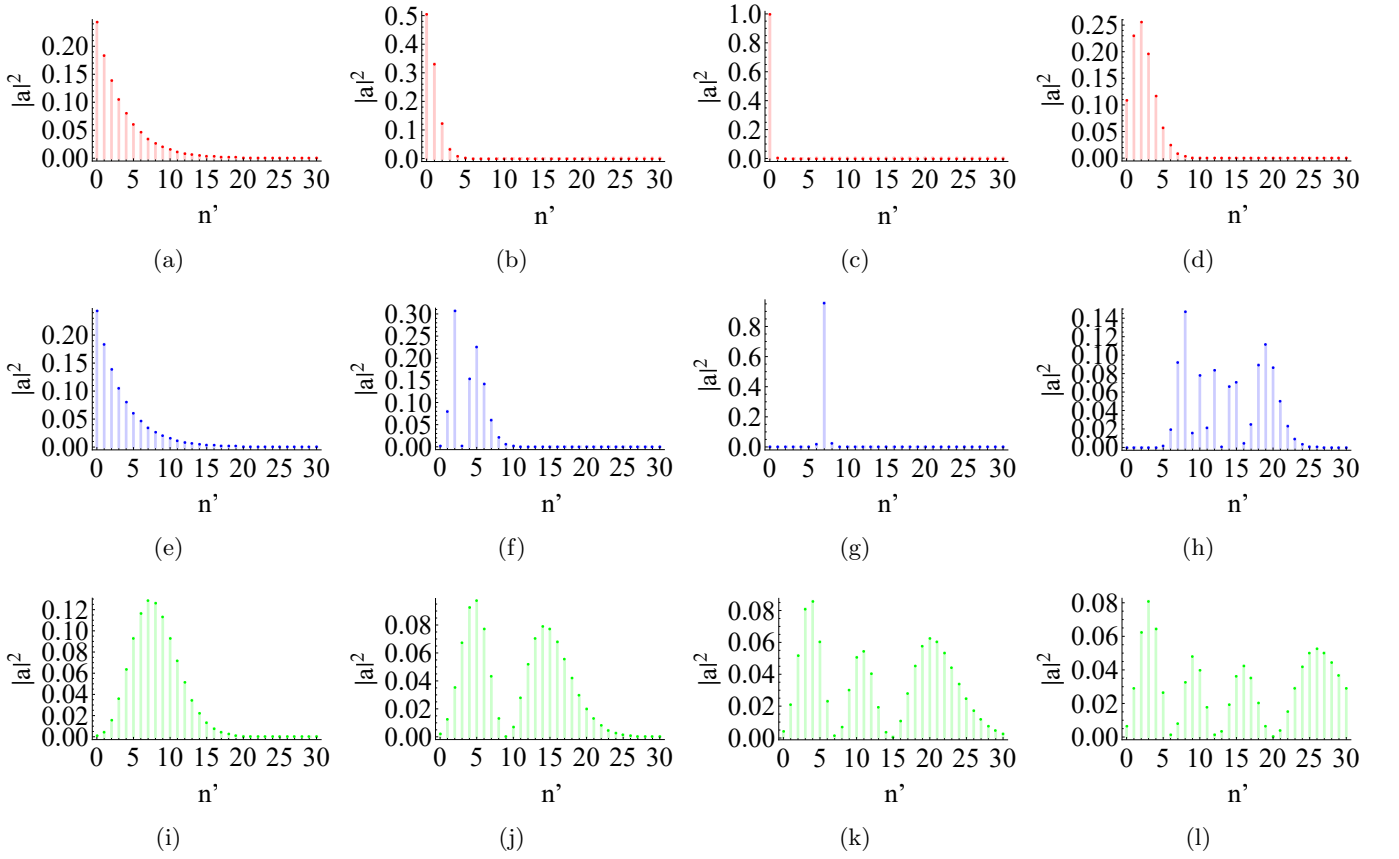 |a|²
0.20
0.15
0.10
0.05
0.00
0 5 10 15 20 25 30
n’
(a)
|a|²
0.5
0.4
0.3
0.2
0.1
0.0
0 5 10 15 20 25 30
n’
(b)
|a|²
1.0
0.8
0.6
0.4
0.2
0.0
0 5 10 15 20 25 30
n’
(c)
|a|²
0.25
0.20
0.15
0.10
0.05
0.00
0 5 10 15 20 25 30
n’
(d)
|a|²
0.20
0.15
0.10
0.05
0.00
0 5 10 15 20 25 30
n’
(e)
|a|²
0.30
0.25
0.20
0.15
0.10
0.05
0.00
0 5 10 15 20 25 30
n’
(f)
|a|²
0.8
0.6
0.4
0.2
0.0
0 5 10 15 20 25 30
n’
(g)
|a|²
0.14
0.12
0.10
0.08
0.06
0.04
0.02
0.00
0 5 10 15 20 25 30
n’
(h)
|a|²
0.12
0.10
0.08
0.06
0.04
0.02
0.00
0 5 10 15 20 25 30
n’
(i)
|a|²
0.08
0.06
0.04
0.02
0.00
0 5 10 15 20 25 30
n’
(j)
|a|²
0.08
0.06
0.04
0.02
0.00
0 5 10 15 20 25 30
n’
(k)
|a|²
0.08
0.06
0.04
0.02
0.00
0 5 10 15 20 25 30
n’
(l)